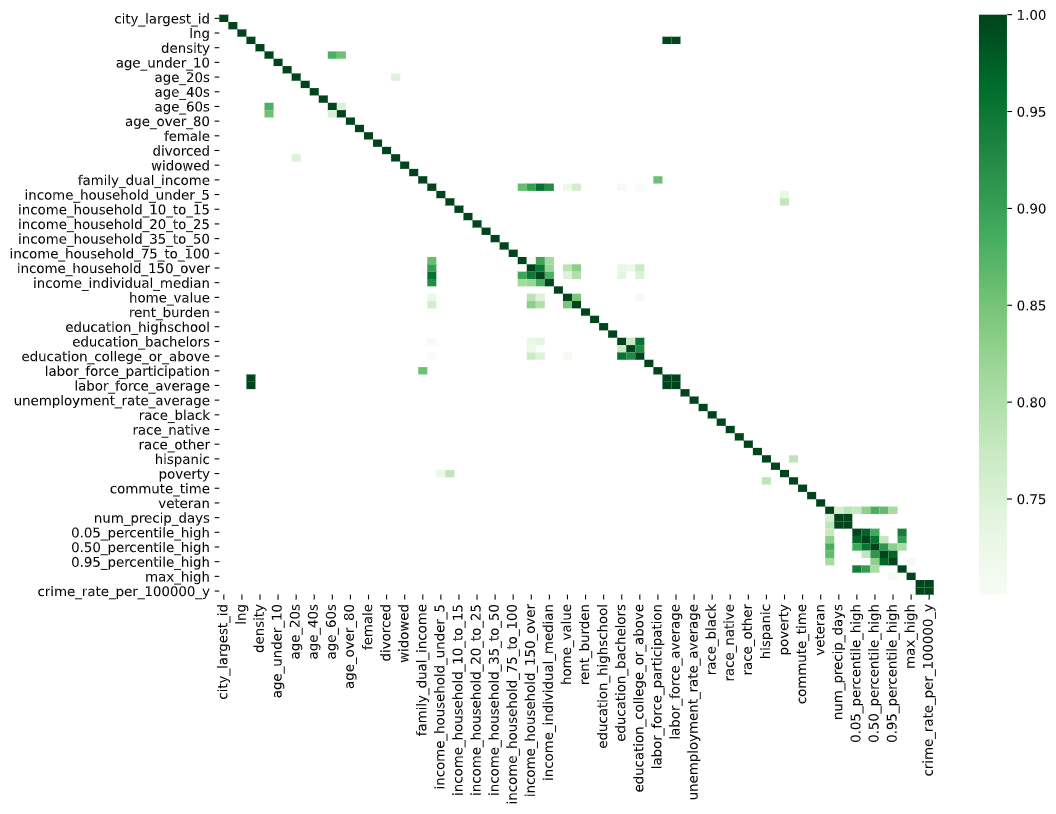 city_largest_id
lng
density
age_under_10
age_20s
age_40s
age_60s
age_over_80
female
divorced
widowed
family_dual_income
income_household_under_5
income_household_10_to_15
income_household_20_to_25
income_household_35_to_50
income_household_75_to_100
income_household_150_over
income_individual_median
home_value
rent_burden
education_highschool
education_bachelors
education_college_or_above
labor_force_participation
labor_force_average
unemployment_rate_average
race_black
race_native
race_other
hispanic
poverty
commute_time
veteran
num_precip_days
0.05_percentile_high
0.50_percentile_high
0.95_percentile_high
max_high
crime_rate_per_100000_y
city_largest_id
lng
density
age_under_10
age_20s
age_40s
age_60s
age_over_80
female
divorced
widowed
family_dual_income
income_household_under_5
income_household_10_to_15
income_household_20_to_25
income_household_35_to_50
income_household_75_to_100
income_household_150_over
income_individual_median
home_value
rent_burden
education_highschool
education_bachelors
education_college_or_above
labor_force_participation
labor_force_average
unemployment_rate_average
race_black
race_native
race_other
hispanic
poverty
commute_time
veteran
num_precip_days
0.05_percentile_high
0.50_percentile_high
0.95_percentile_high
max_high
crime_rate_per_100000_y
1.00
0.95
0.90
0.85
0.80
0.75